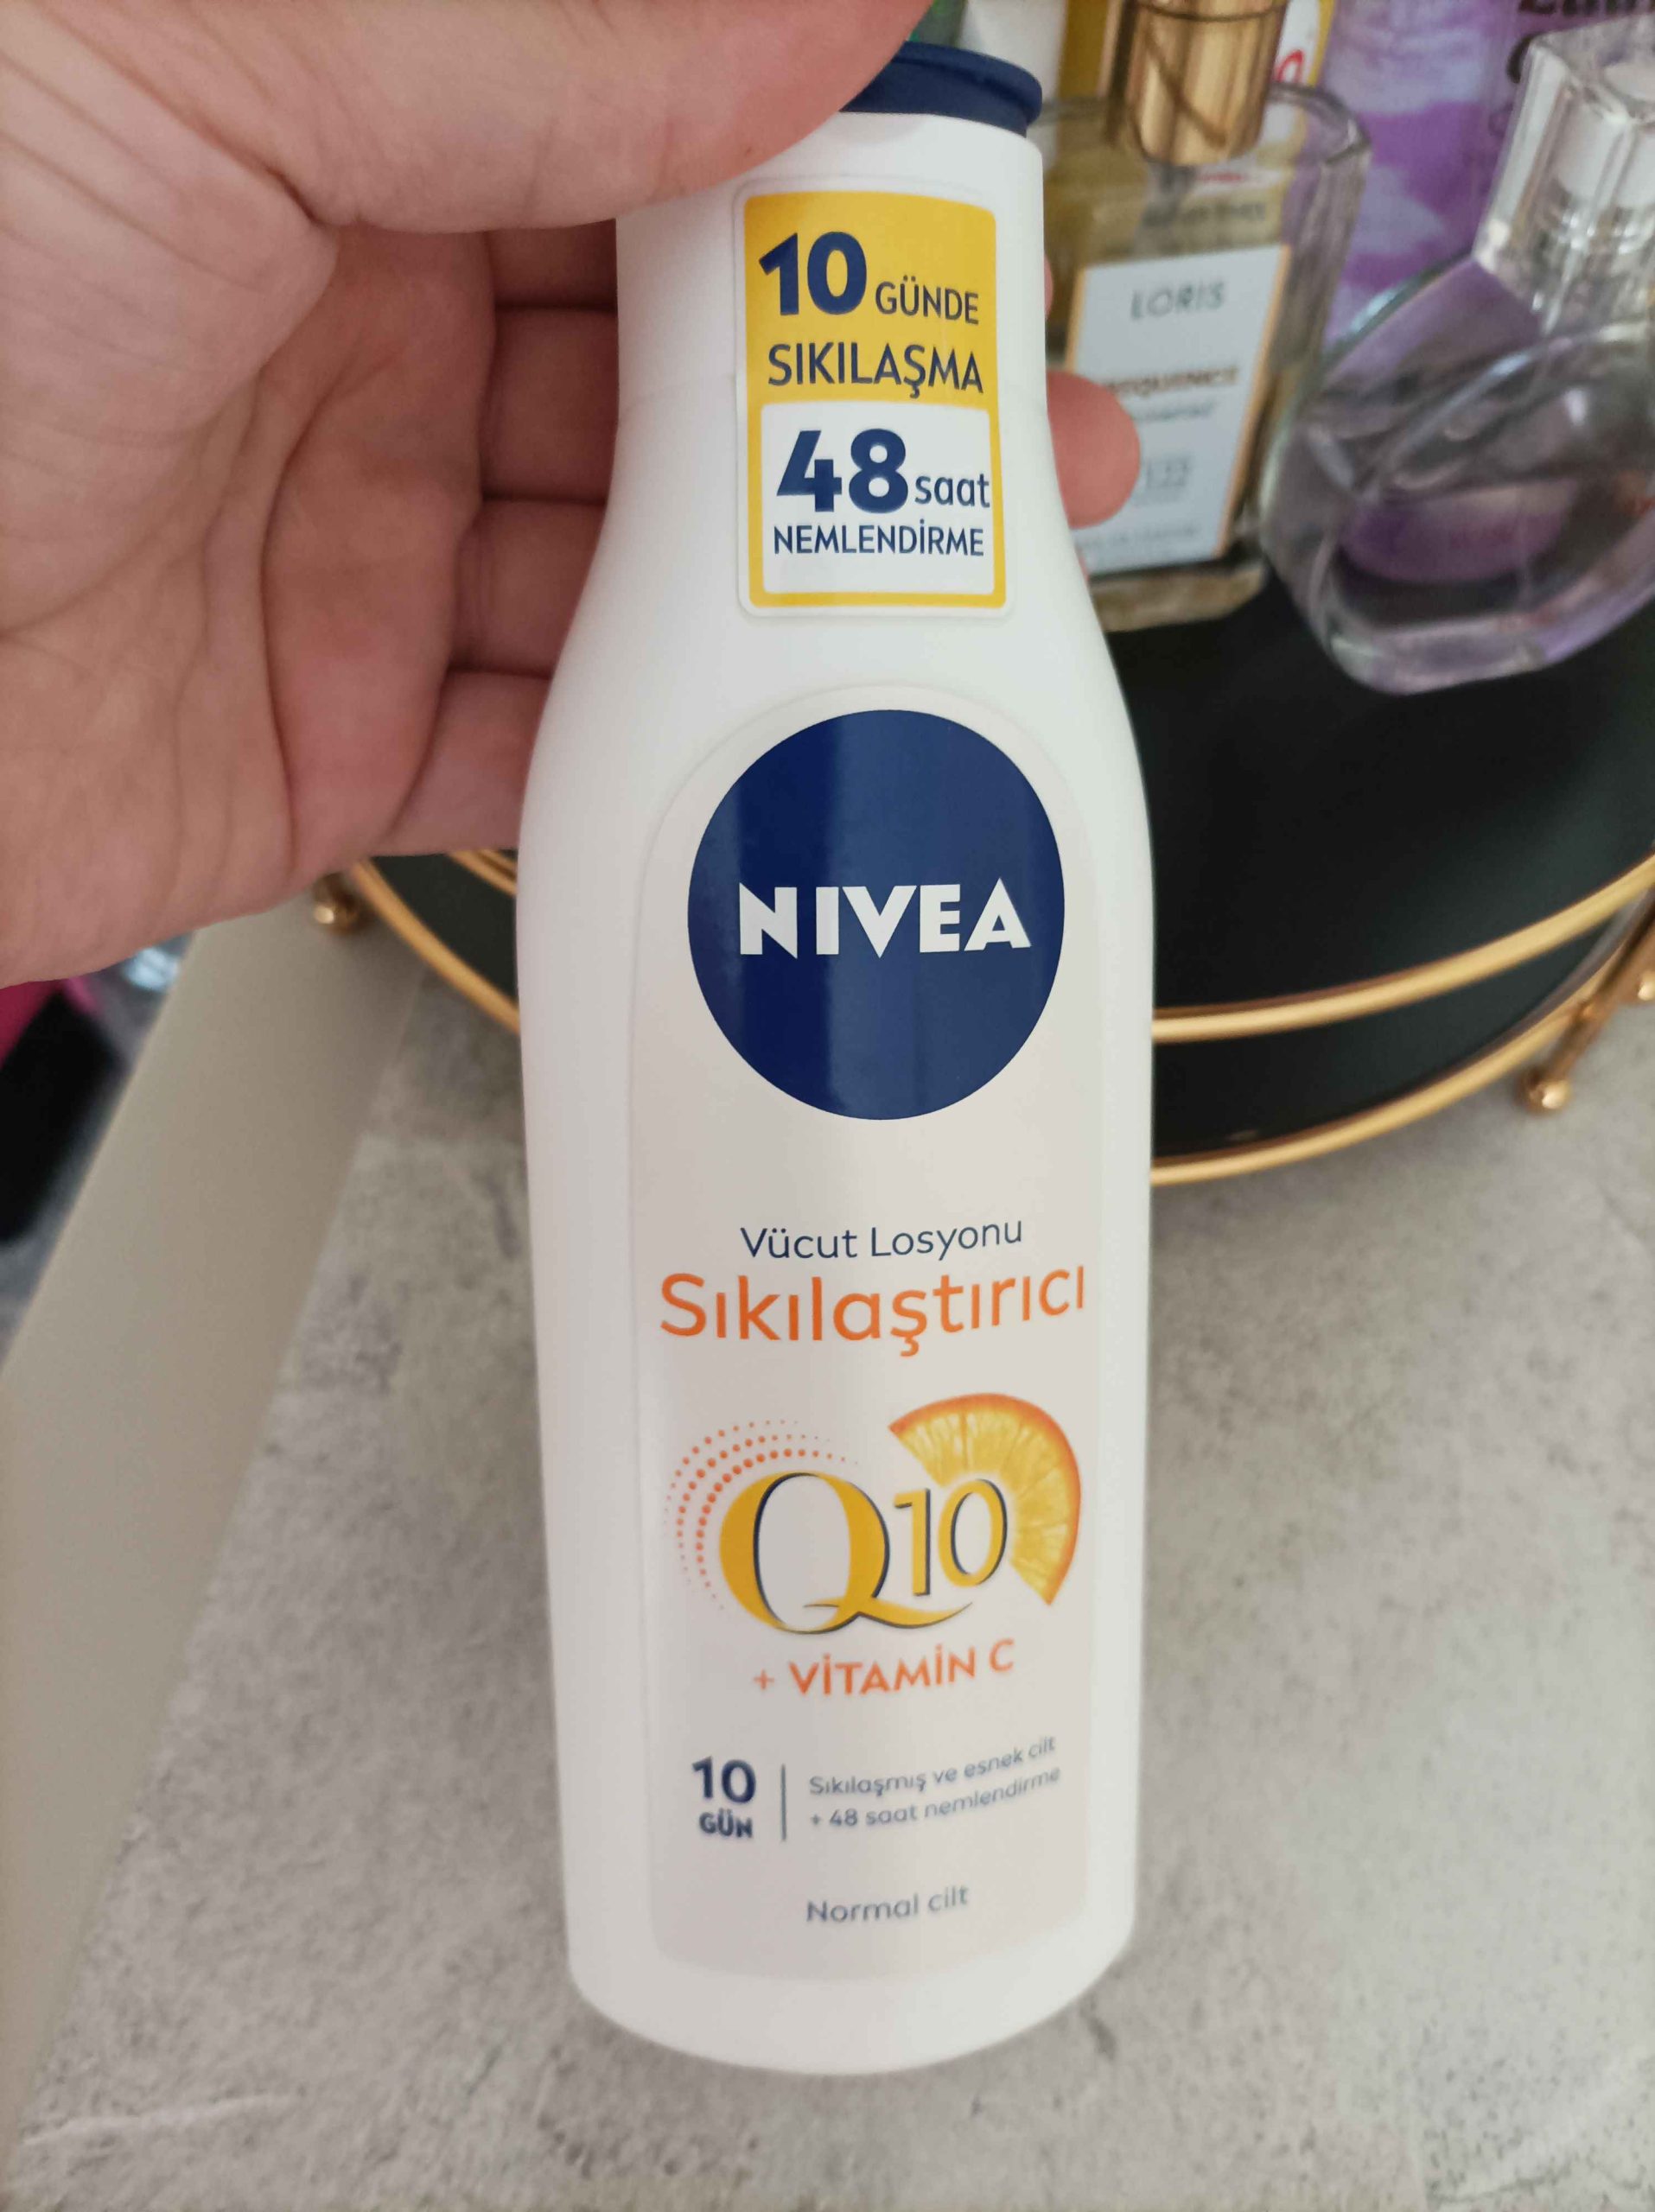 10 GÜNDE
SIKILAŞMA
48 saat
NEMLENDİRME
NIVEA
Vücut Losyonu
Sıkılaştırıcı
Q10
+ VİTAMİN C
10
GÜN
Sıkılaşmış ve esnek cilt
+ 48 saat nemlendirme
Normal cilt
LORIS